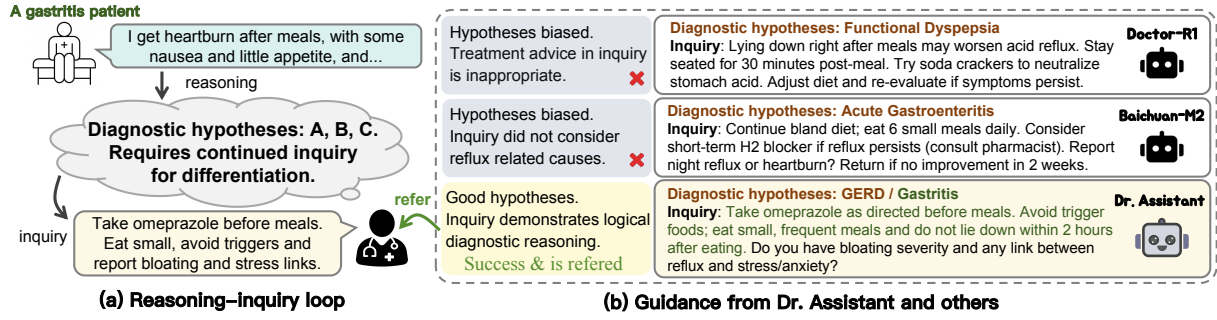 A gastritis patient
I get heartburn after meals, with some
nausea and little appetite, and...
reasoning
Diagnostic hypotheses: A, B, C.
Requires continued inquiry
for differentiation.
inquiry
Take omeprazole before meals.
Eat small, avoid triggers and
report bloating and stress links.
refer
(a) Reasoning-inquiry loop
Hypotheses biased.
Treatment advice in inquiry
is inappropriate.
Diagnostic hypotheses: Functional Dyspepsia
Inquiry: Lying down right after meals may worsen acid reflux. Stay
seated for 30 minutes post-meal. Try soda crackers to neutralize
stomach acid. Adjust diet and re-evaluate if symptoms persist.
Doctor-R1
Hypotheses biased.
Inquiry did not consider
reflux related causes.
Diagnostic hypotheses: Acute Gastroenteritis
Inquiry: Continue bland diet; eat 6 small meals daily. Consider
short-term H2 blocker if reflux persists (consult pharmacist). Report
night reflux or heartburn? Return if no improvement in 2 weeks.
Baichuan-M2
Good hypotheses.
Inquiry demonstrates logical
diagnostic reasoning.
Success & is refered
Diagnostic hypotheses: GERD / Gastritis
Inquiry: Take omeprazole as directed before meals. Avoid trigger
foods; eat small, frequent meals and do not lie down within 2 hours
after eating. Do you have bloating severity and any link between
reflux and stress/anxiety?
Dr. Assistant
(b) Guidance from Dr. Assistant and others